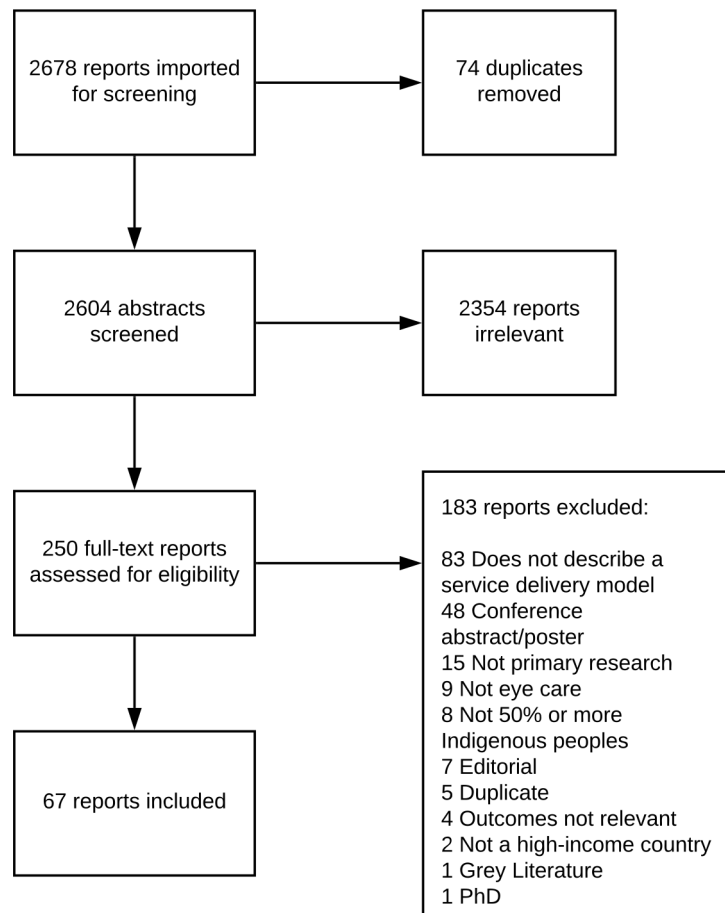 2678 reports imported
for screening
74 duplicates
removed
2604 abstracts
screened
2354 reports
irrelevant
250 full-text reports
assessed for eligibility
183 reports excluded:
83 Does not describe a
service delivery model
48 Conference
abstract/poster
15 Not primary research
9 Not eye care
8 Not 50% or more
Indigenous peoples
7 Editorial
5 Duplicate
4 Outcomes not relevant
2 Not a high-income country
1 Grey Literature
1 PhD
67 reports included